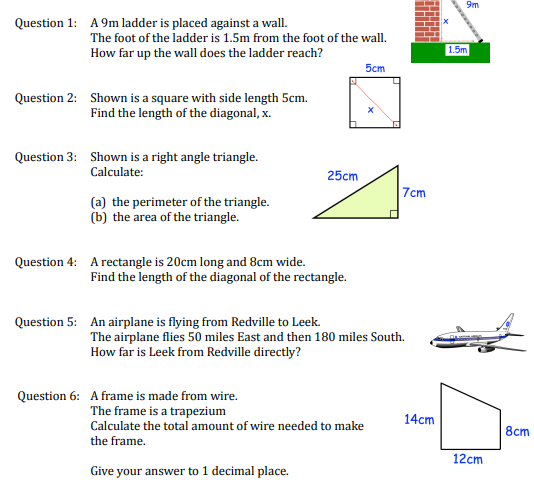 9m
Question 1: A 9m ladder is placed against a wall.
The foot of the ladder is 1.5m from the foot of the wall.
How far up the wall does the ladder reach?
x
1.5m
5cm
Question 2: Shown is a square with side length 5cm.
Find the length of the diagonal, x.
x
Question 3: Shown is a right angle triangle.
Calculate:
25cm
7cm
(a) the perimeter of the triangle.
(b) the area of the triangle.
Question 4: A rectangle is 20cm long and 8cm wide.
Find the length of the diagonal of the rectangle.
Question 5: An airplane is flying from Redville to Leek.
The airplane flies 50 miles East and then 180 miles South.
How far is Leek from Redville directly?
Question 6: A frame is made from wire.
The frame is a trapezium
Calculate the total amount of wire needed to make
the frame.
14cm
8cm
12cm
Give your answer to 1 decimal place.